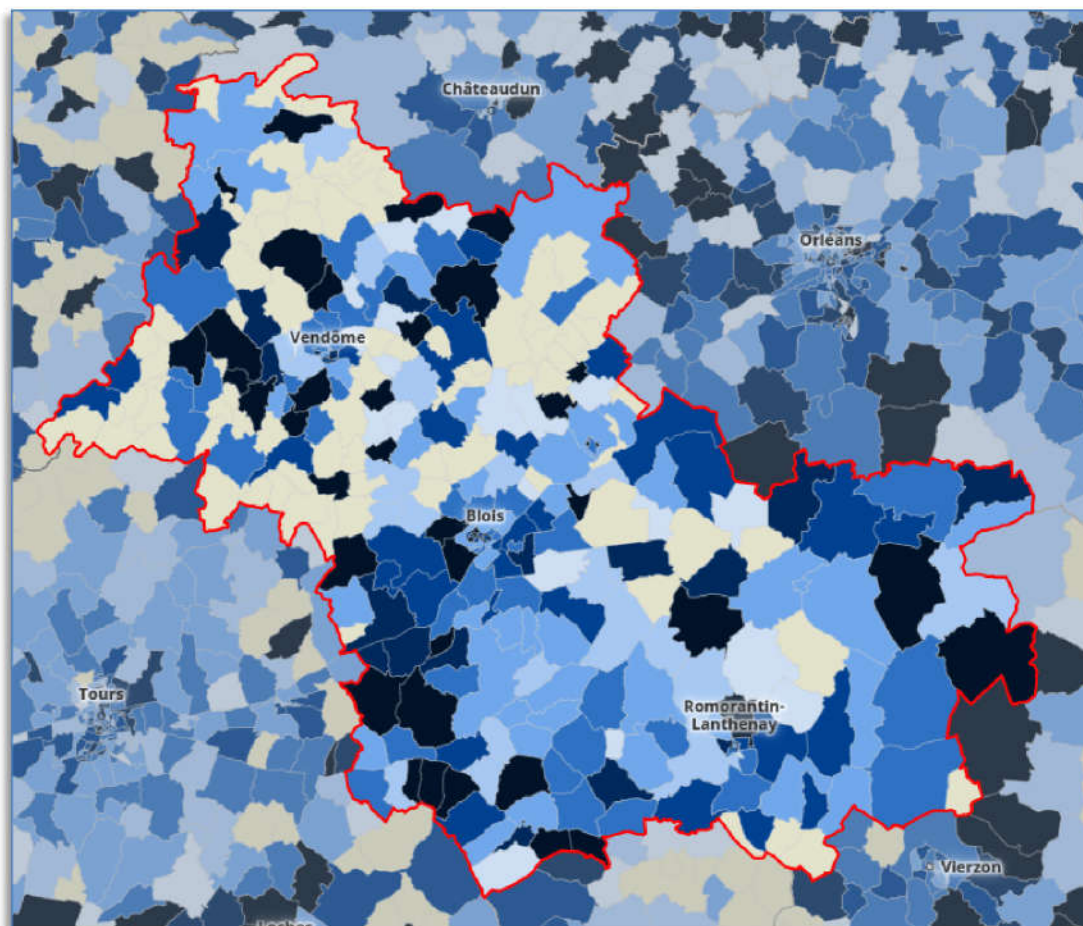 Châteaudun
Orléans
Vendôme
Blois
Tours
Romorantin-
Lanthenay
Vierzon